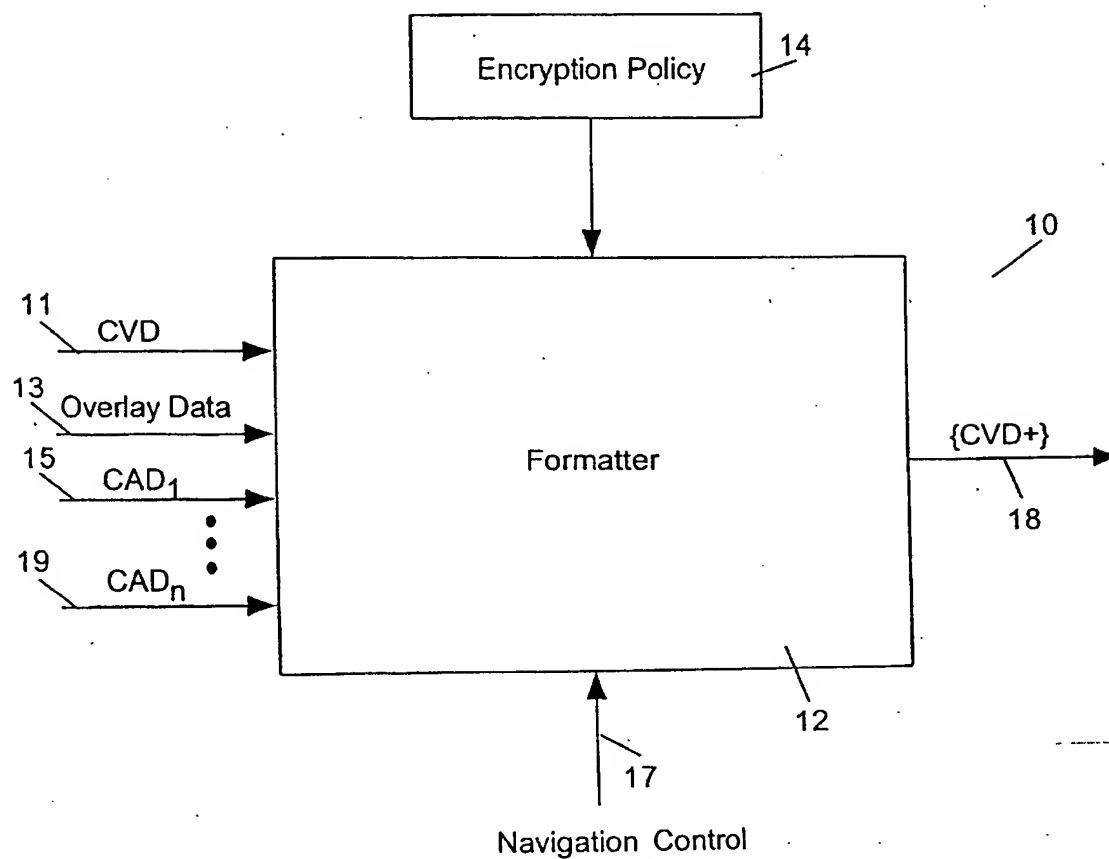 14
Encryption Policy
10
11
CVD
13
Overlay Data
{CVD+}
15
CAD1
Formatter
18
19
CADn
12
17
Navigation Control